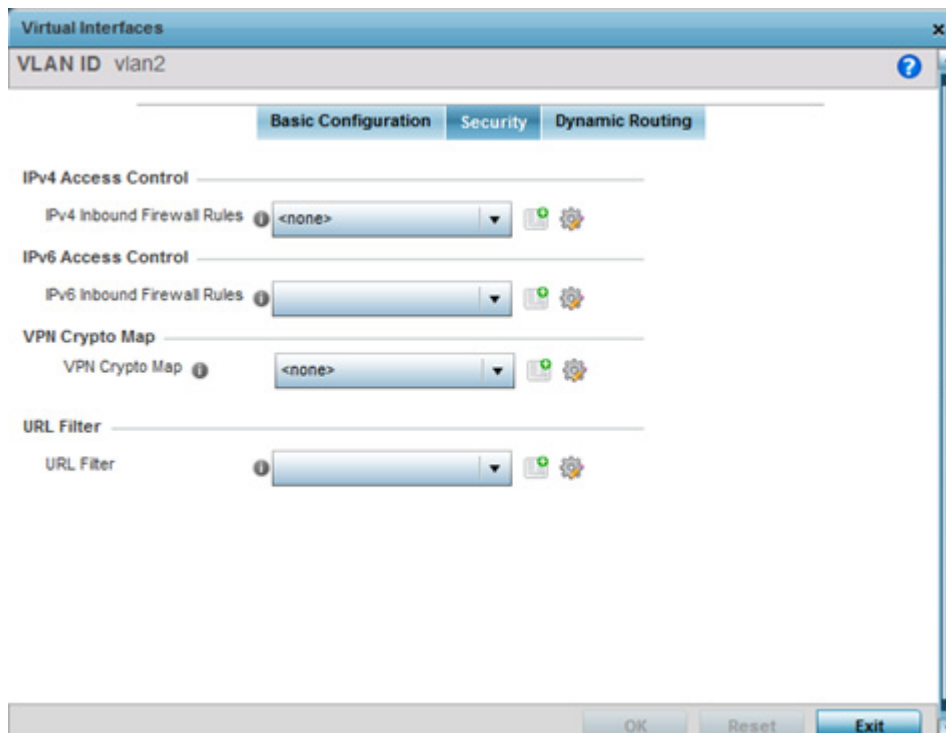 Virtual Interfaces
VLAN ID vlan2
Basic Configuration Security Dynamic Routing
IPv4 Access Control
IPv4 Inbound Firewall Rules <none>
IPv6 Access Control
IPv6 Inbound Firewall Rules
VPN Crypto Map
VPN Crypto Map <none>
URL Filter
URL Filter
OK Reset Exit